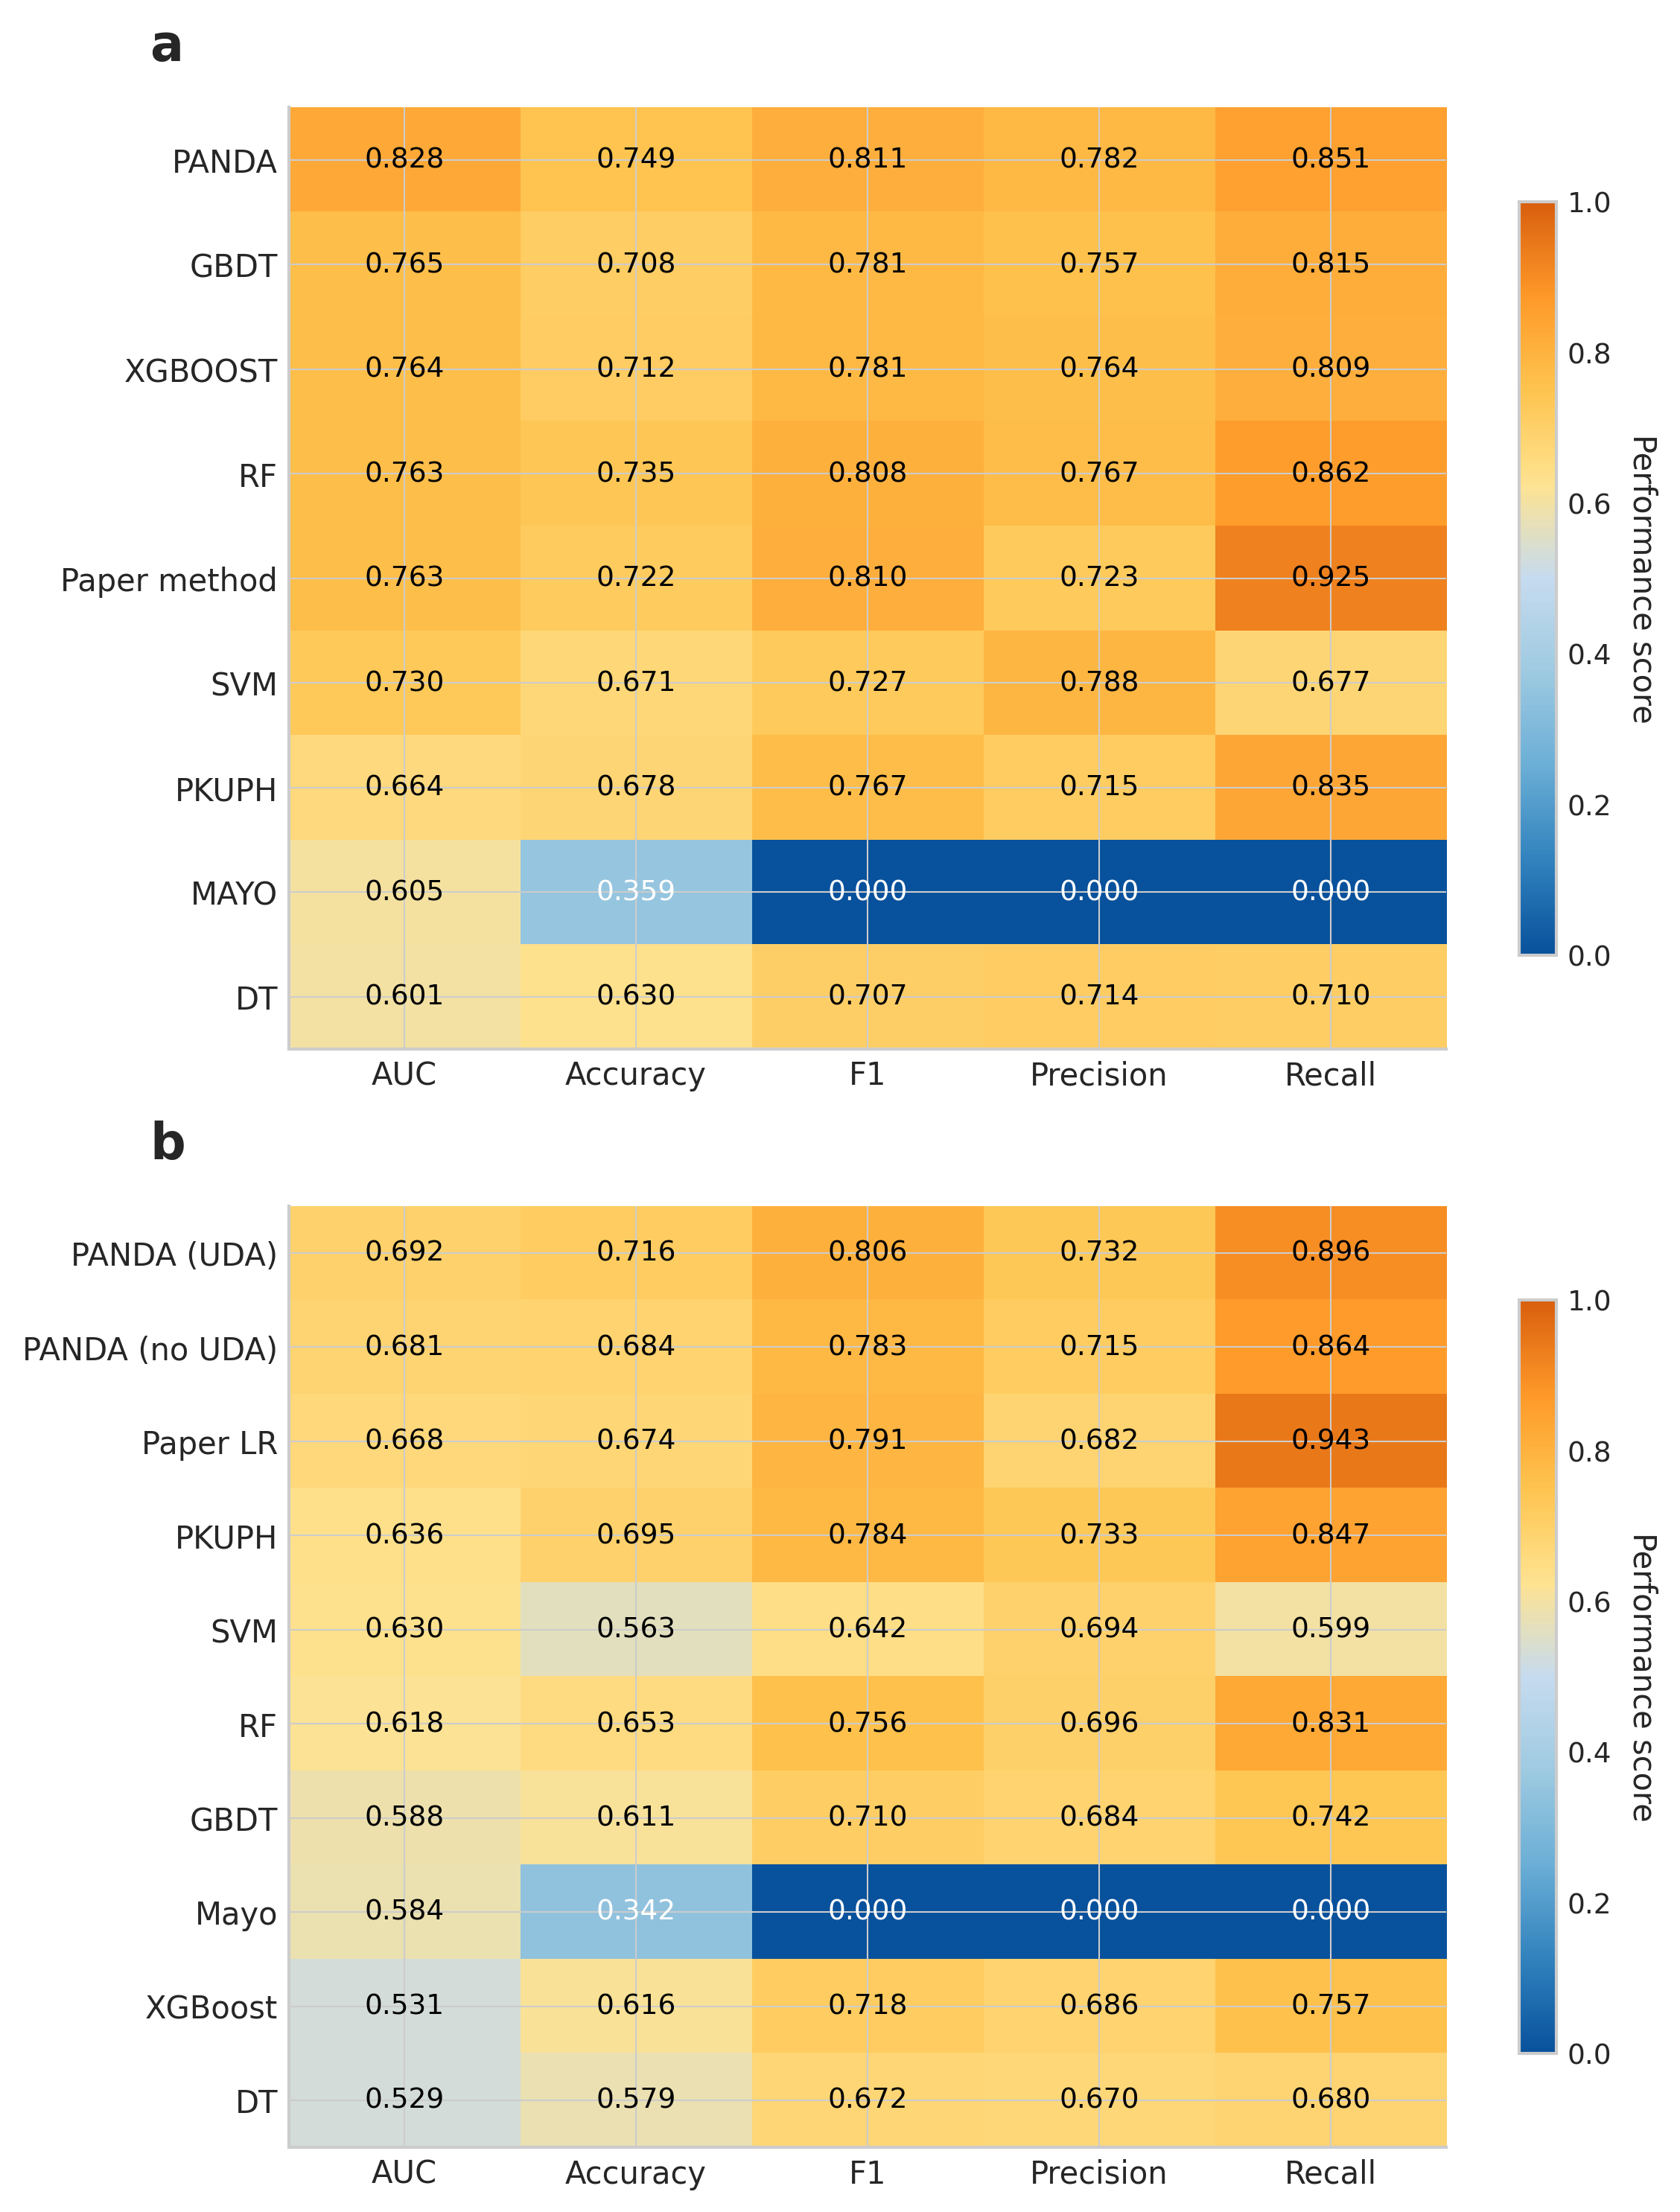 a
PANDA 0.828 0.749 0.811 0.782 0.851
GBDT 0.765 0.708 0.781 0.757 0.815
XGBOOST 0.764 0.712 0.781 0.764 0.809
RF 0.763 0.735 0.808 0.767 0.862
Paper method 0.763 0.722 0.810 0.723 0.925
SVM 0.730 0.671 0.727 0.788 0.677
PKUPH 0.664 0.678 0.767 0.715 0.835
MAYO 0.605 0.359 0.000 0.000 0.000
DT 0.601 0.630 0.707 0.714 0.710
AUC Accuracy F1 Precision Recall
1.0
0.8
0.6
0.4
0.2
0.0
Performance score
b
PANDA (UDA) 0.692 0.716 0.806 0.732 0.896
PANDA (no UDA) 0.681 0.684 0.783 0.715 0.864
Paper LR 0.668 0.674 0.791 0.682 0.943
PKUPH 0.636 0.695 0.784 0.733 0.847
SVM 0.630 0.563 0.642 0.694 0.599
RF 0.618 0.653 0.756 0.696 0.831
GBDT 0.588 0.611 0.710 0.684 0.742
Mayo 0.584 0.342 0.000 0.000 0.000
XGBoost 0.531 0.616 0.718 0.686 0.757
DT 0.529 0.579 0.672 0.670 0.680
AUC Accuracy F1 Precision Recall
1.0
0.8
0.6
0.4
0.2
0.0
Performance score